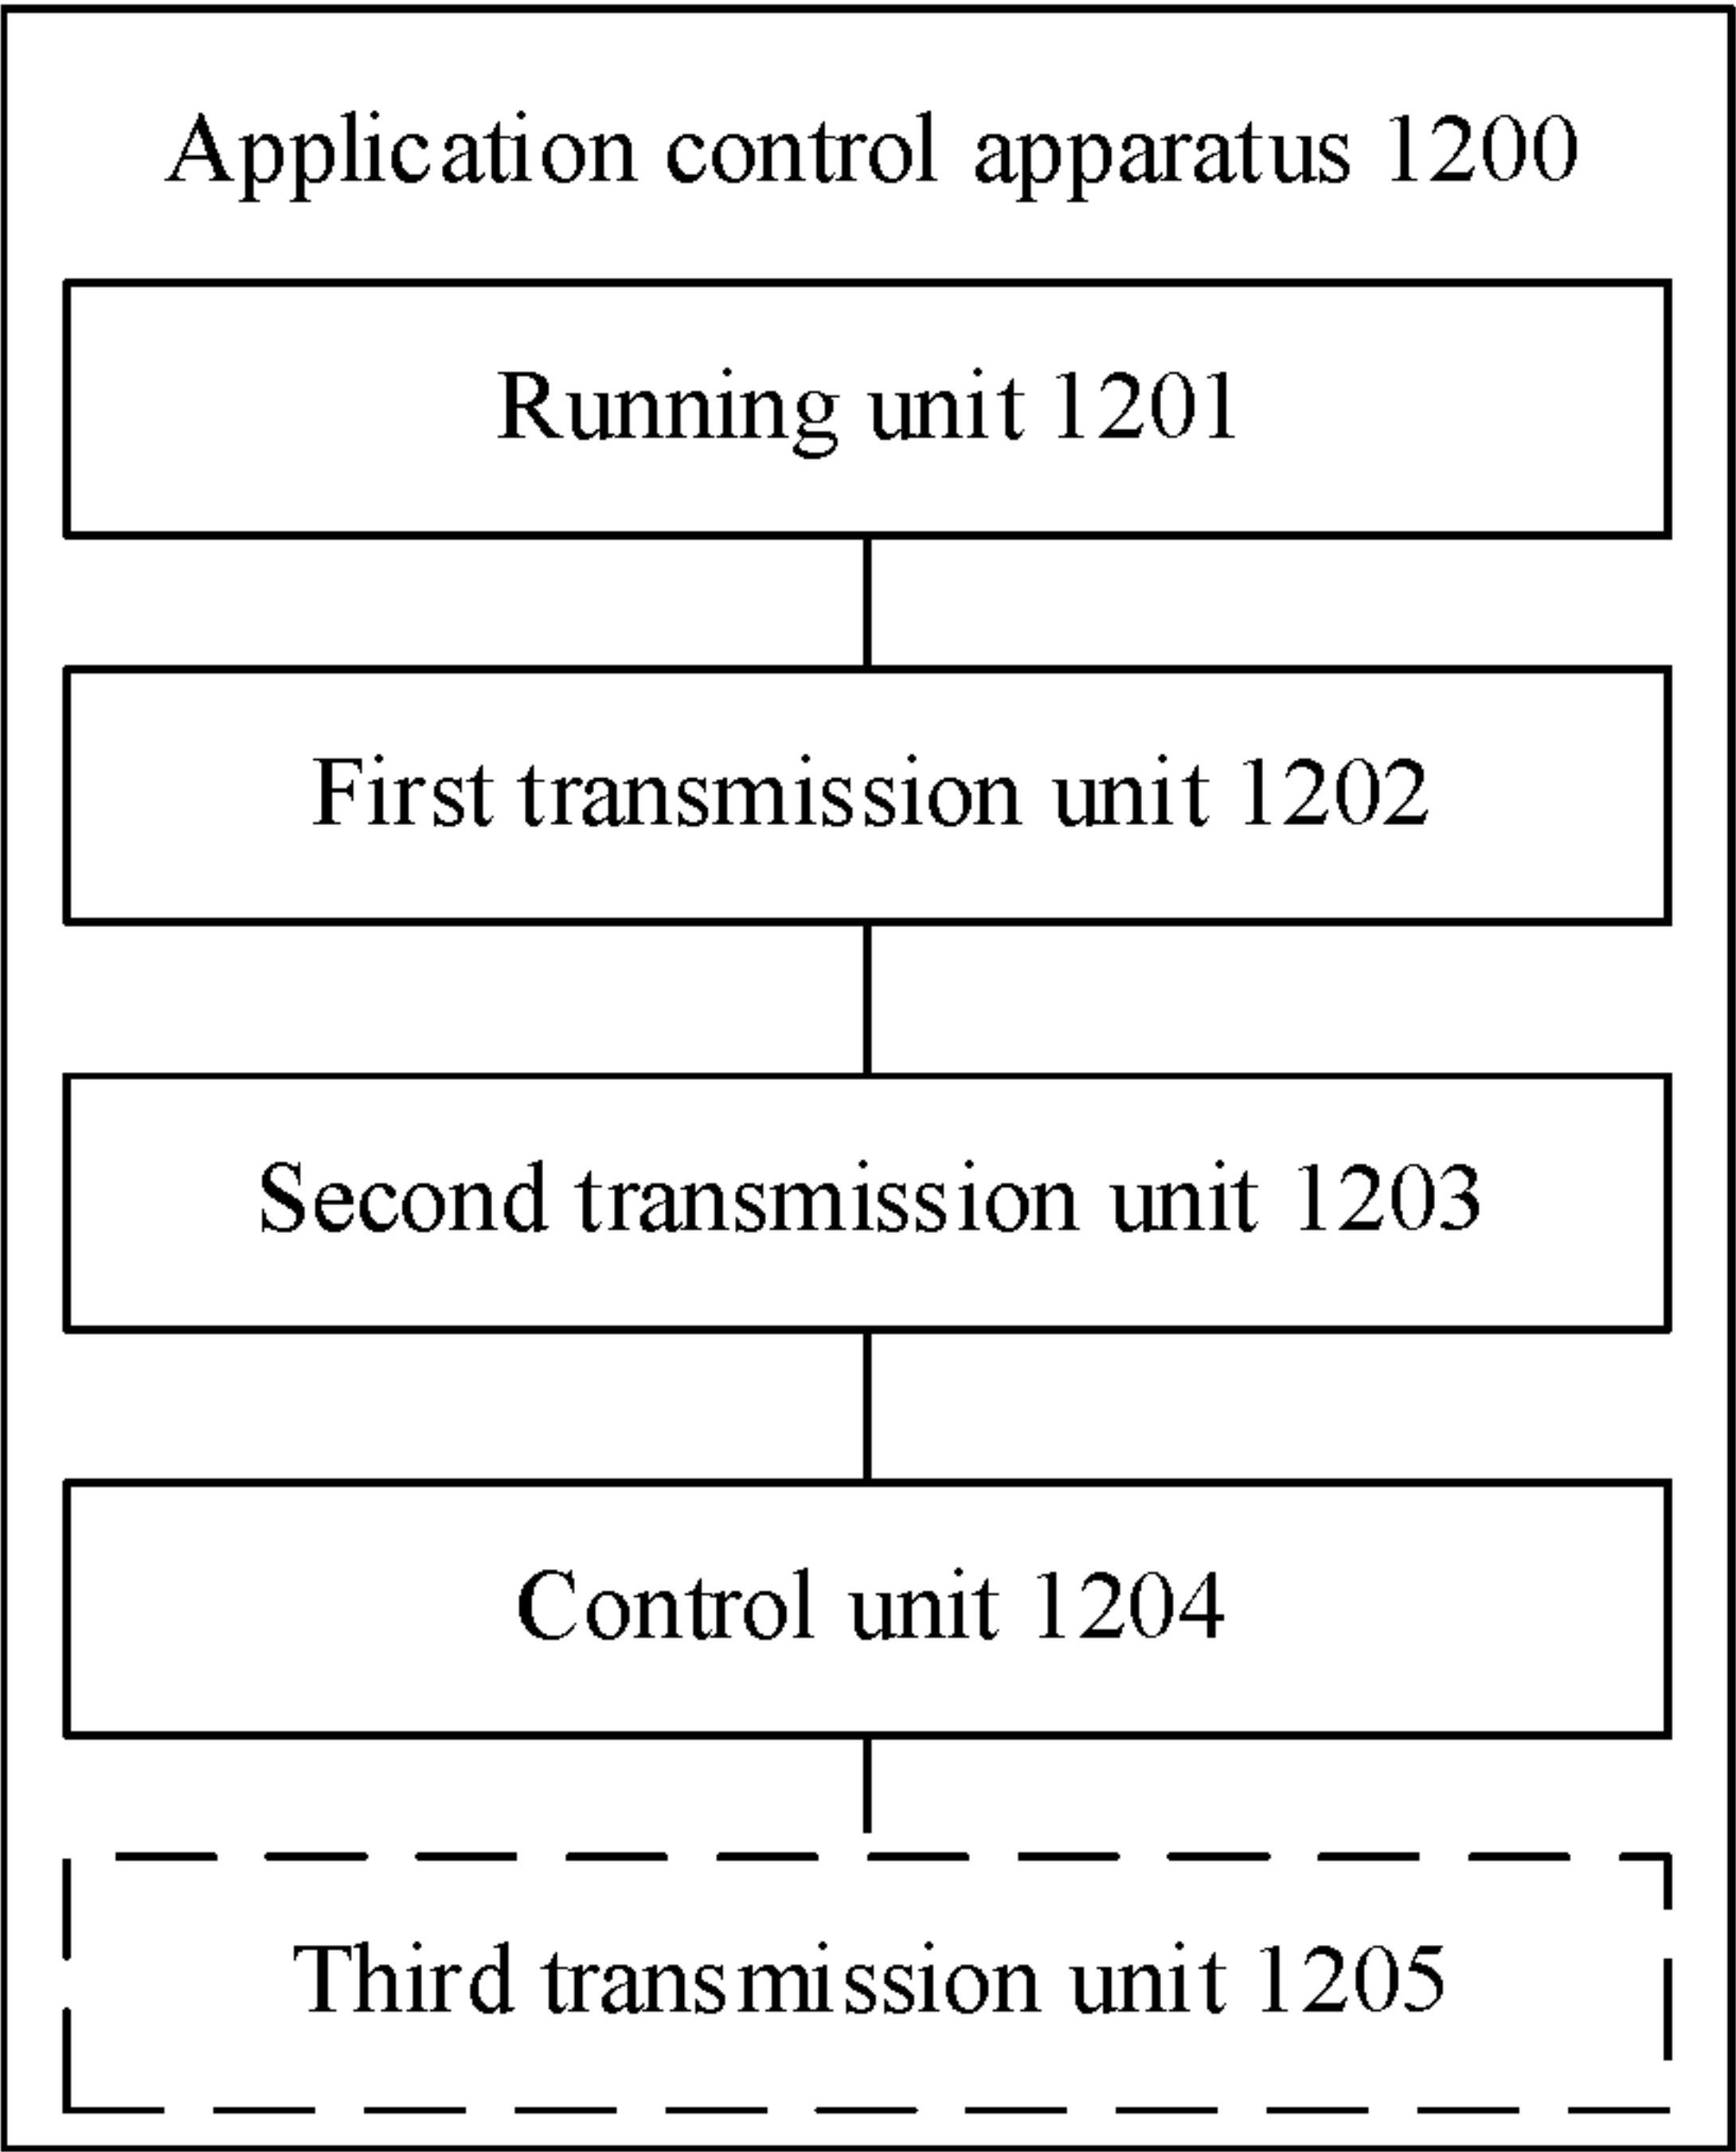 Application control apparatus 1200
Running unit 1201
First transmission unit 1202
Second transmission unit 1203
Control unit 1204
Third transmission unit 1205